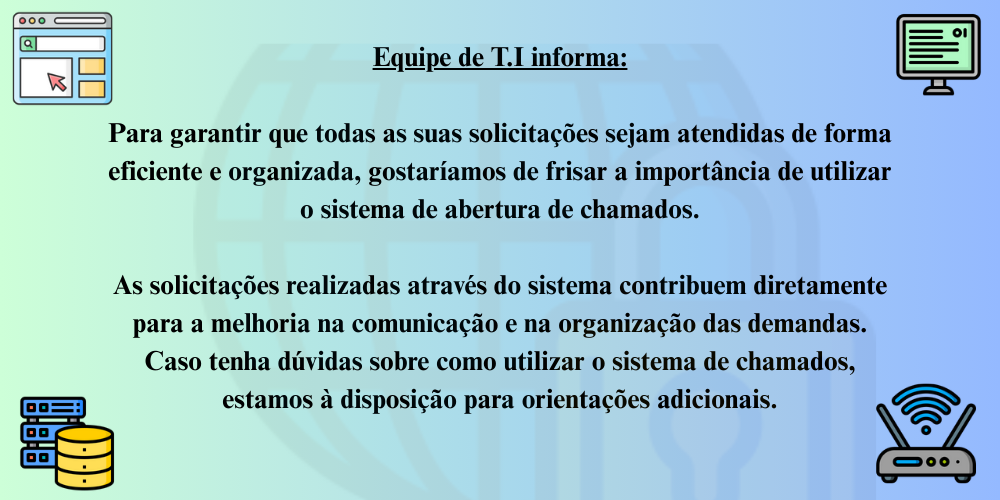 Equipe de T.I informa:
Para garantir que todas as suas solicitações sejam atendidas de forma
eficiente e organizada, gostaríamos de frisar a importância de utilizar
o sistema de abertura de chamados.
As solicitações realizadas através do sistema contribuem diretamente
para a melhoria na comunicação e na organização das demandas.
Caso tenha dúvidas sobre como utilizar o sistema de chamados,
estamos à disposição para orientações adicionais.